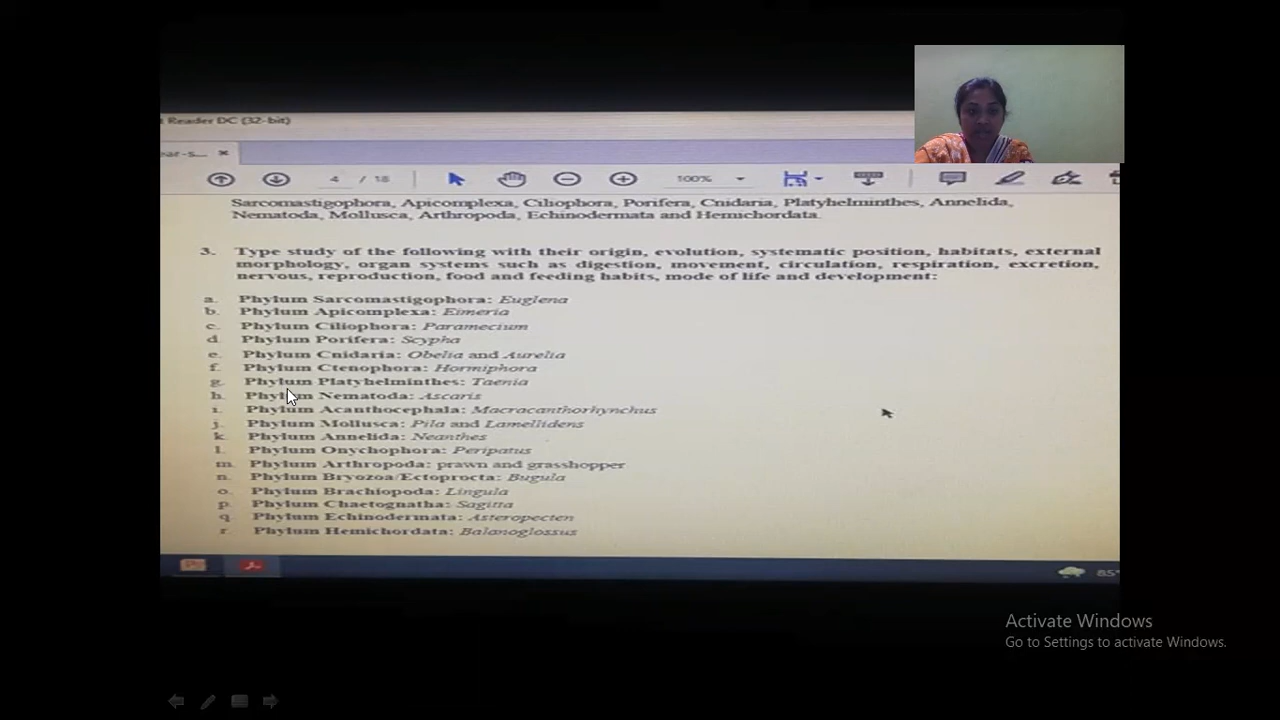 t Reader DC (32-bit)
ear-s...
4 / 18
100%
Sarcomastigophora, Apicomplexa, Ciliophora, Porifera, Cnidaria, Platyhelminthes, Annelida,
Nematoda, Mollusca, Arthropoda, Echinodermata and Hemichordata.
3. Type study of the following with their origin, evolution, systematic position, habitats, external
morphology, organ systems such as digestion, movement, circulation, respiration, excretion,
nervous, reproduction, food and feeding habits, mode of life and development:
a. Phylum Sarcomastigophora: Euglena
b. Phylum Apicomplexa: Eimeria
c. Phylum Ciliophora: Paramecium
d. Phylum Porifera: Scypha
e. Phylum Cnidaria: Obelia and Aurelia
f. Phylum Ctenophora: Hormiphora
g. Phylum Platyhelminthes: Taenia
h. Phylum Nematoda: Ascaris
i. Phylum Acanthocephala: Macracanthorhynchus
j. Phylum Mollusca: Pila and Lamellidens
k. Phylum Annelida: Neanthes
l. Phylum Onychophora: Peripatus
m. Phylum Arthropoda: prawn and grasshopper
n. Phylum Bryozoa/Ectoprocta: Bugula
o. Phylum Brachiopoda: Lingula
p. Phylum Chaetognatha: Sagitta
q. Phylum Echinodermata: Asteropecten
r. Phylum Hemichordata: Balanoglossus
85°
Activate Windows
Go to Settings to activate Windows.